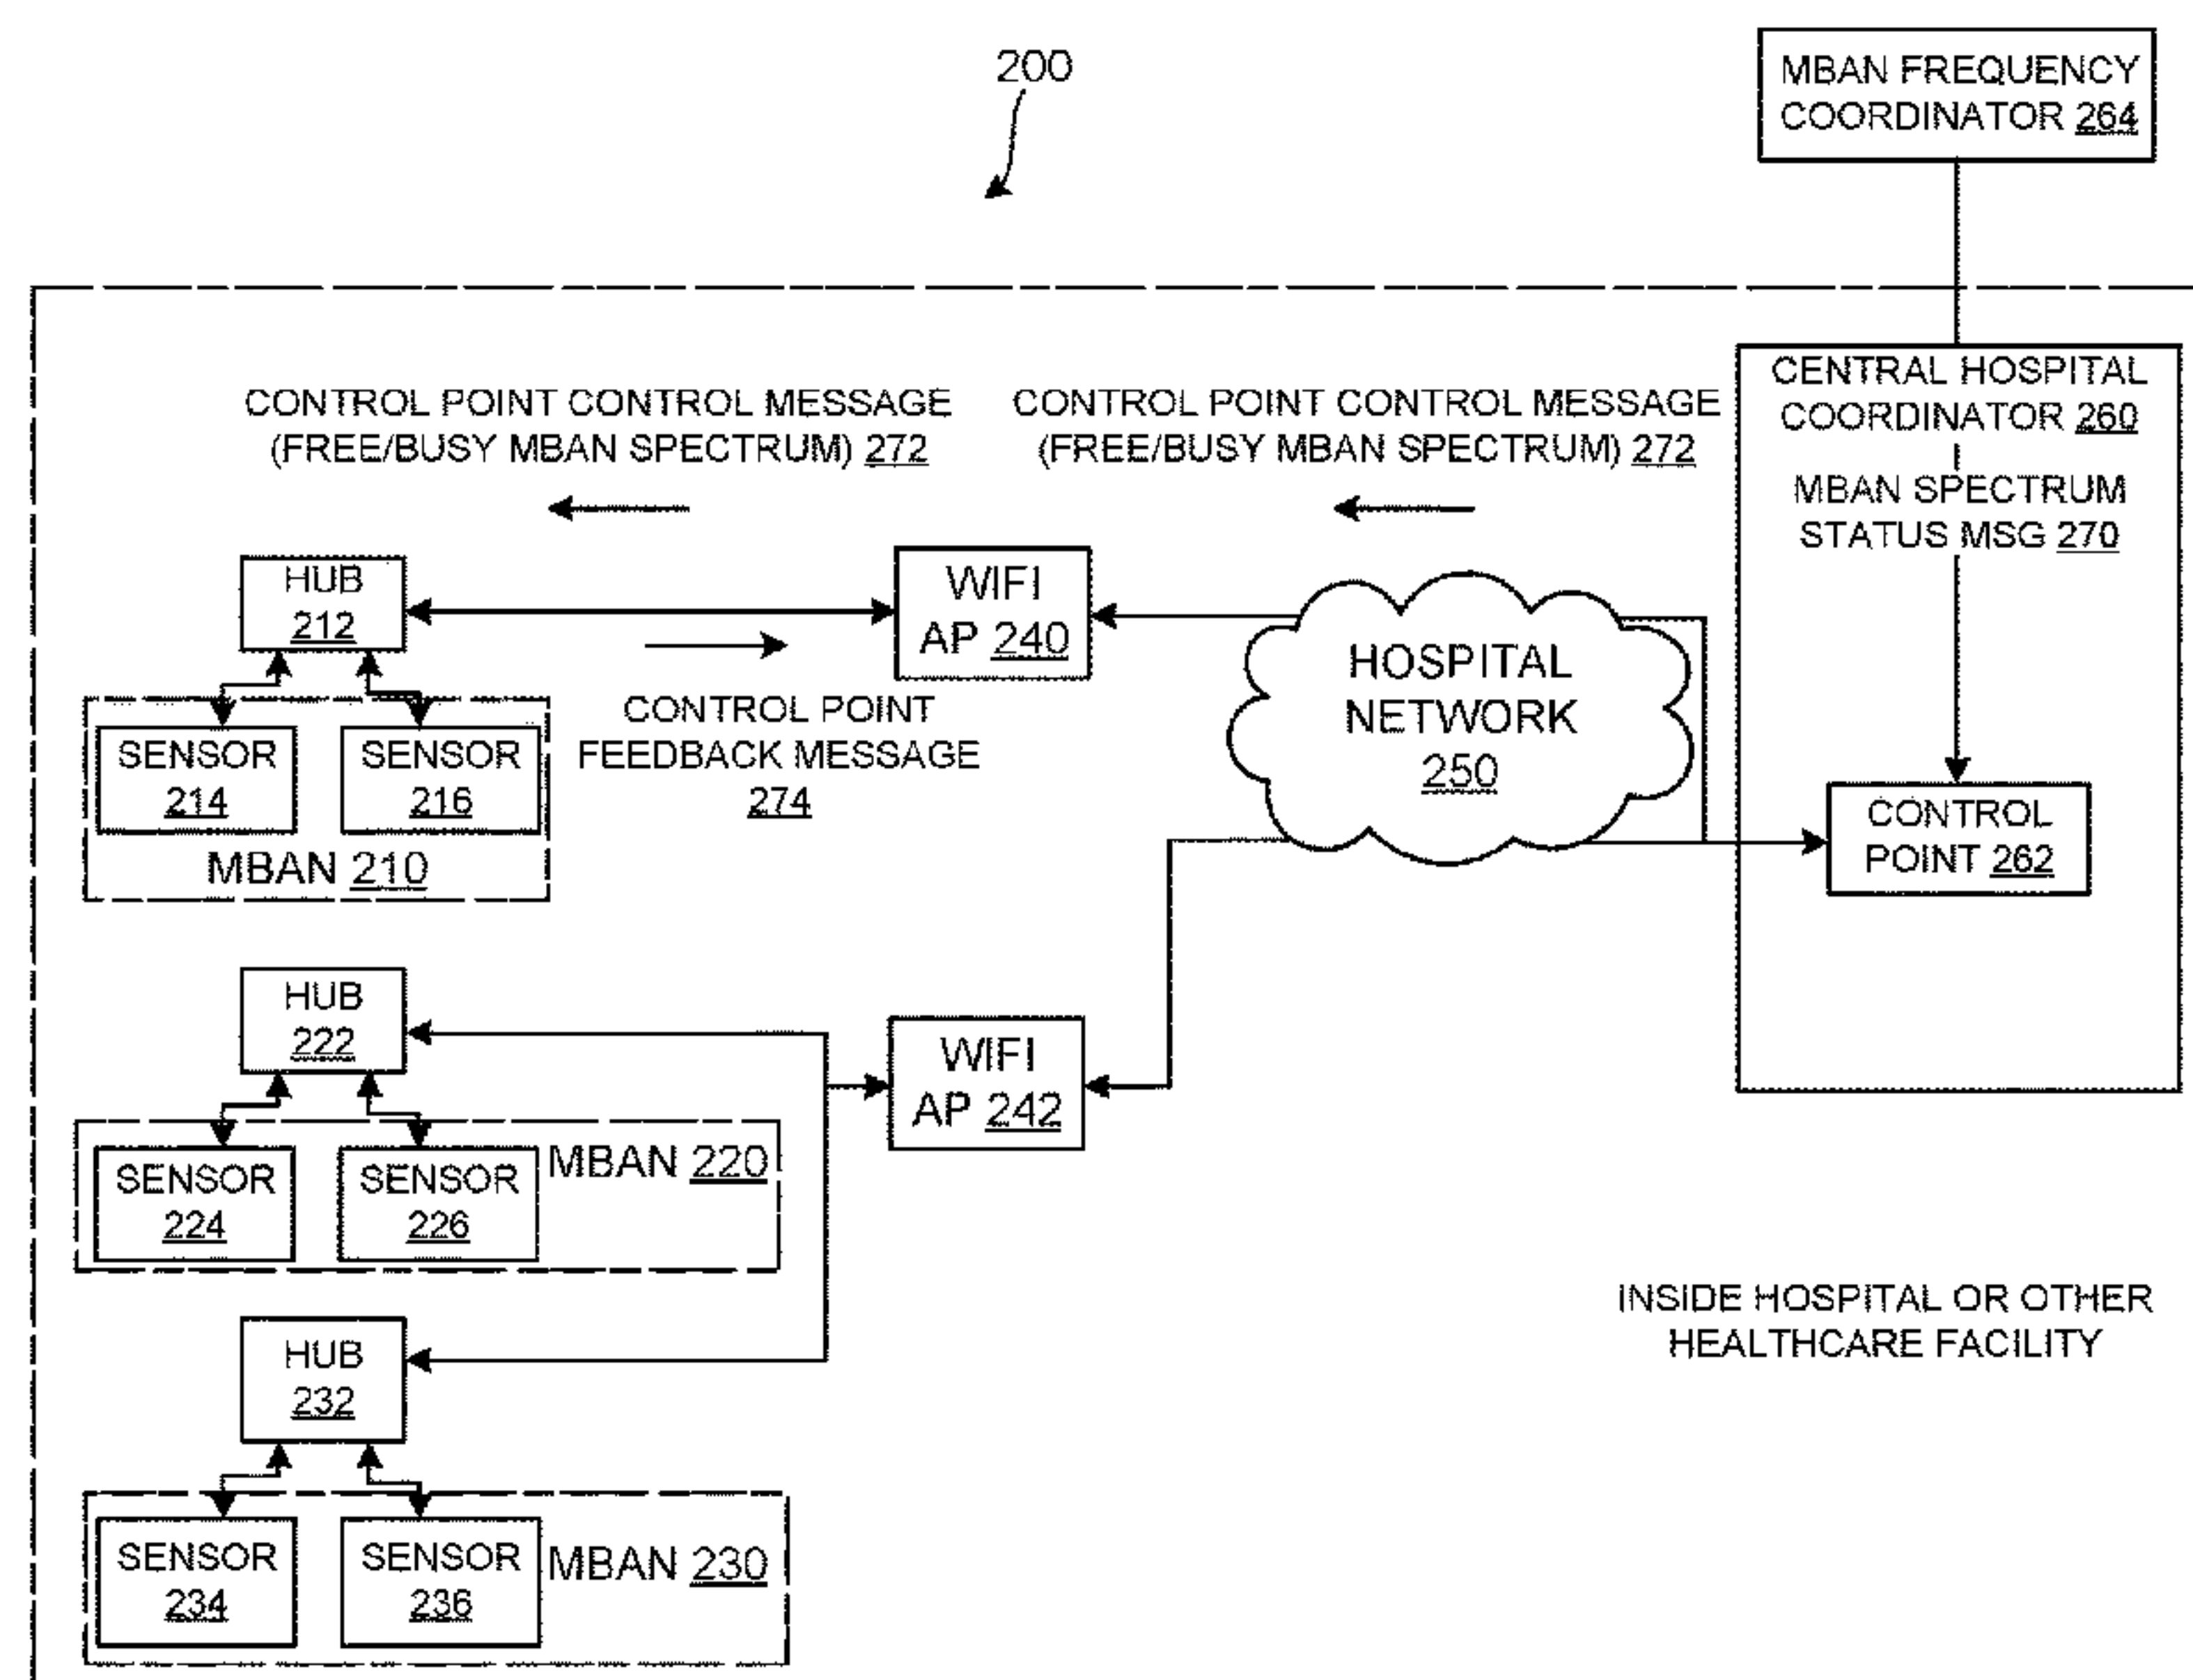 200
MBAN FREQUENCY
COORDINATOR 264
CONTROL POINT CONTROL MESSAGE
(FREE/BUSY MBAN SPECTRUM) 272
CONTROL POINT CONTROL MESSAGE
(FREE/BUSY MBAN SPECTRUM) 272
CENTRAL HOSPITAL
COORDINATOR 260
MBAN SPECTRUM
STATUS MSG 270
HUB
212
WIFI
AP 240
HOSPITAL
NETWORK
250
CONTROL POINT
FEEDBACK MESSAGE
274
SENSOR
214
SENSOR
216
MBAN 210
CONTROL
POINT 262
HUB
222
WIFI
AP 242
SENSOR
224
SENSOR
226
MBAN 220
INSIDE HOSPITAL OR OTHER
HEALTHCARE FACILITY
HUB
232
SENSOR
234
SENSOR
236
MBAN 230